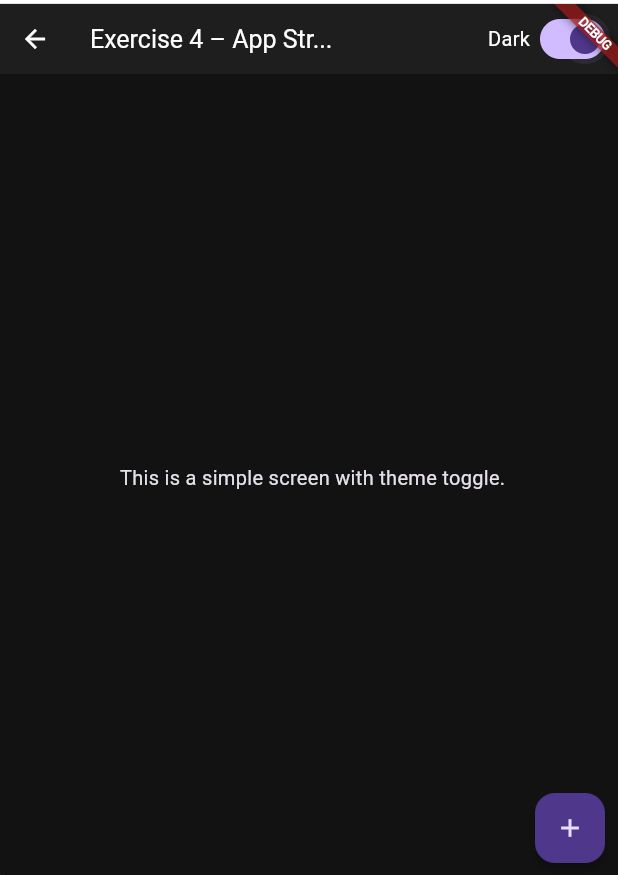 Exercise 4 – App Str...
Dark
DEBUG
This is a simple screen with theme toggle.
+